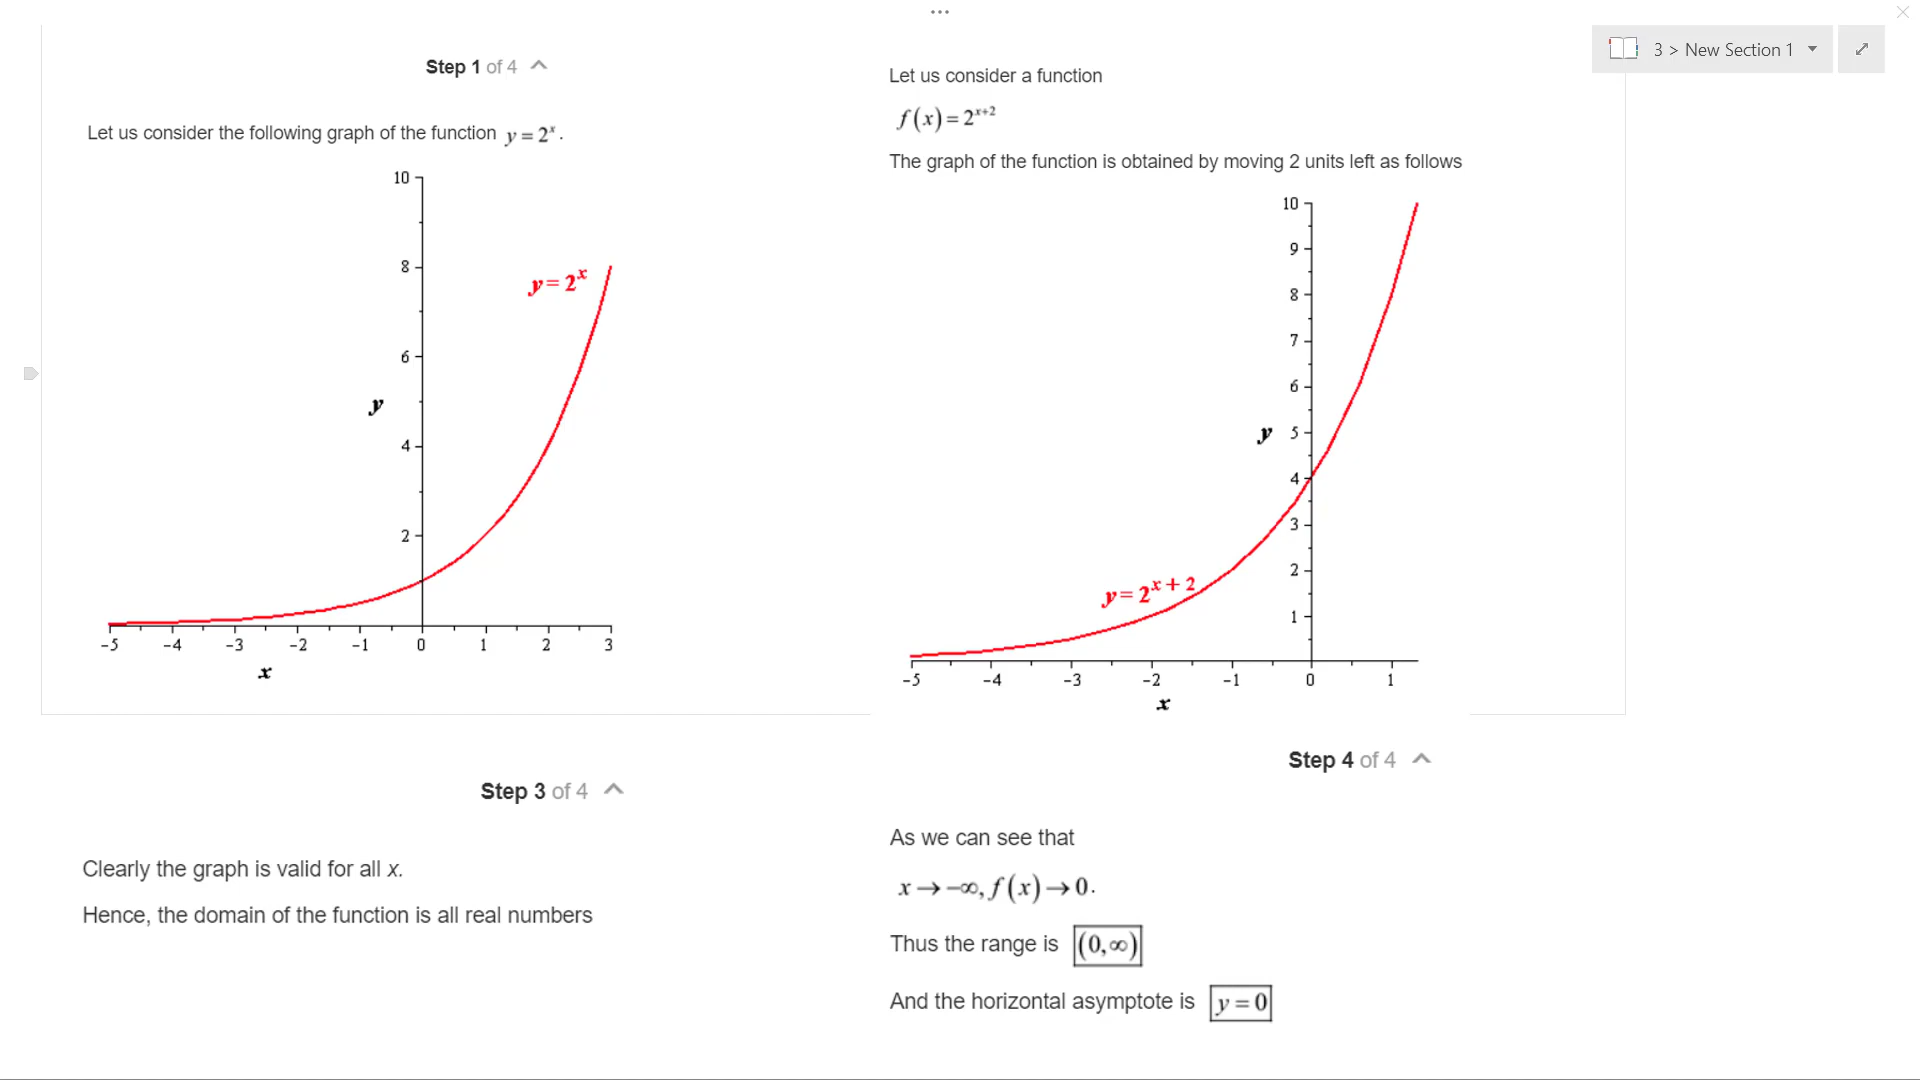 ...
3 > New Section 1
Step 1 of 4
Let us consider the following graph of the function y = 2ˣ.
10
8
y = 2ˣ
6
y
4
2
-5 -4 -3 -2 -1 0 1 2 3
x
Let us consider a function
f(x) = 2ˣ⁺²
The graph of the function is obtained by moving 2 units left as follows
10
9
8
7
6
y 5
4
3
2
y = 2ˣ⁺²
1
-5 -4 -3 -2 -1 0 1
x
Step 3 of 4
Clearly the graph is valid for all x.
Hence, the domain of the function is all real numbers
Step 4 of 4
As we can see that
x → -∞, f(x) → 0.
Thus the range is (0, ∞)
And the horizontal asymptote is y = 0